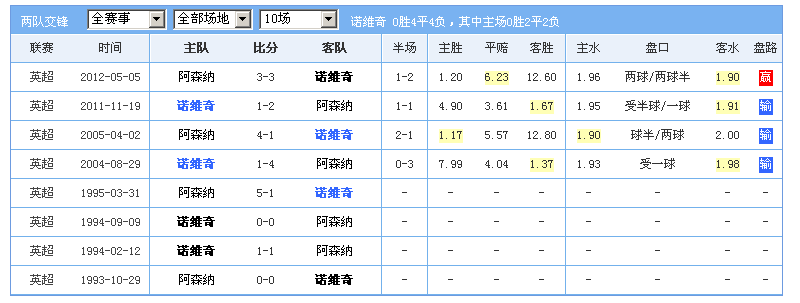 两队交锋 全赛事 全部场地 10场 诺维奇 0胜4平4负，其中主场0胜2平2负
联赛 时间 主队 比分 客队 半场 主胜 平赔 客胜 主水 盘口 客水 盘路
英超 2012-05-05 阿森纳 3-3 诺维奇 1-2 1.20 6.23 12.60 1.96 两球/两球半 1.90 赢
英超 2011-11-19 诺维奇 1-2 阿森纳 1-1 4.90 3.61 1.67 1.95 受半球/一球 1.91 输
英超 2005-04-02 阿森纳 4-1 诺维奇 2-1 1.17 5.57 12.80 1.90 球半/两球 2.00 输
英超 2004-08-29 诺维奇 1-4 阿森纳 0-3 7.99 4.04 1.37 1.93 受一球 1.98 输
英超 1995-03-31 阿森纳 5-1 诺维奇 - - - - - - - -
英超 1994-09-09 诺维奇 0-0 阿森纳 - - - - - - - -
英超 1994-02-12 诺维奇 1-1 阿森纳 - - - - - - - -
英超 1993-10-29 阿森纳 0-0 诺维奇 - - - - - - - -